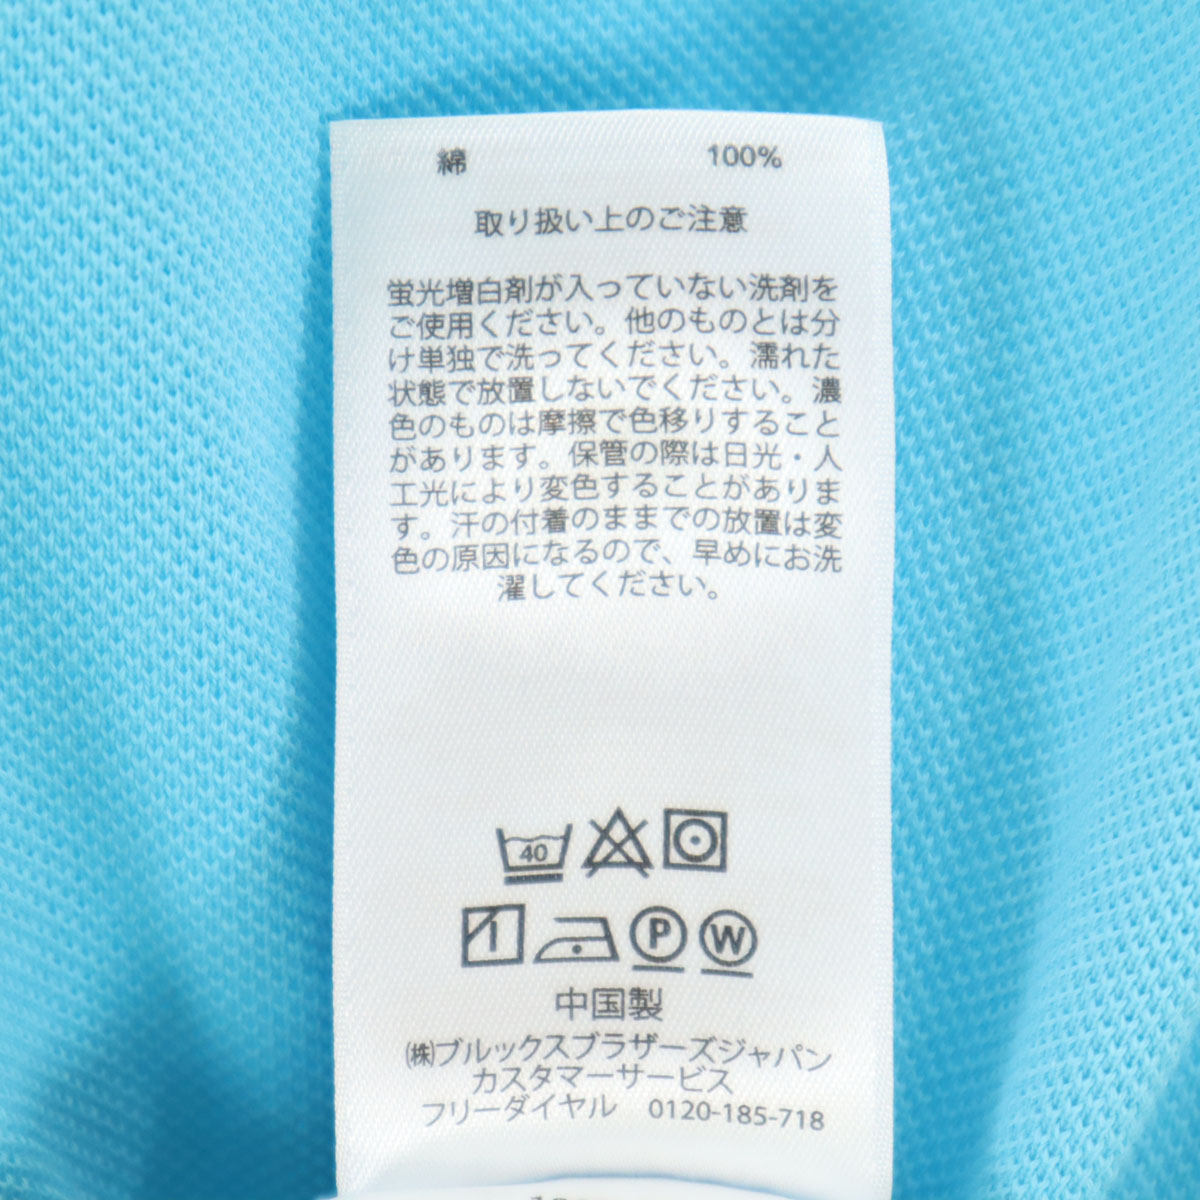 綿 100%
取り扱い上のご注意
蛍光増白剤が入っていない洗剤を
ご使用ください。他のものとは分
け単独で洗ってください。濡れた
状態で放置しないでください。濃
色のものは摩擦で色移りすること
があります。保管の際は日光・人
工光により変色することがありま
す。汗の付着のままでの放置は変
色の原因になるので、早めにお洗
濯してください。
40
P W
中国製
㈱ブルックスブラザーズジャパン
カスタマーサービス
フリーダイヤル 0120-185-718